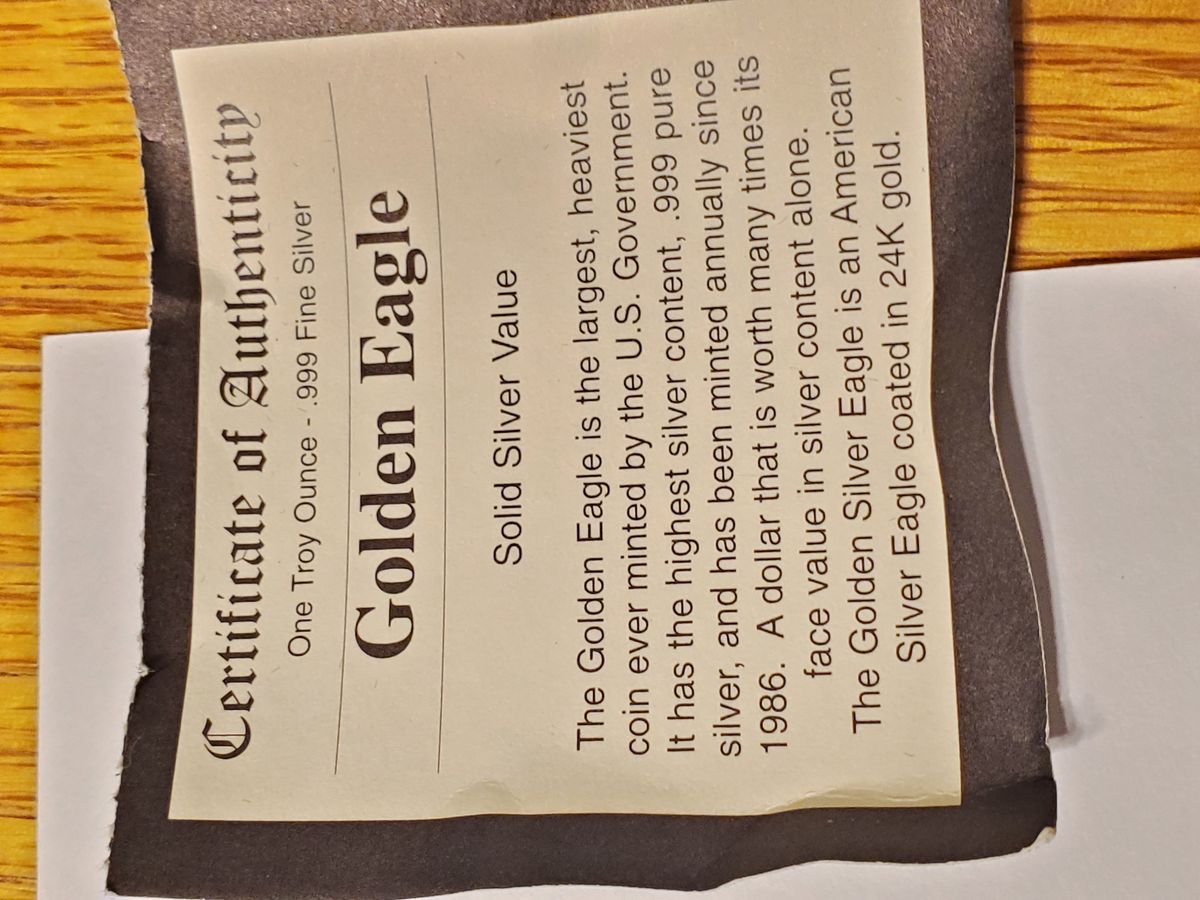 Certificate of Authenticity
One Troy Ounce - .999 Fine Silver
Golden Eagle
Solid Silver Value
The Golden Eagle is the largest, heaviest
coin ever minted by the U.S. Government.
It has the highest silver content, .999 pure
silver, and has been minted annually since
1986. A dollar that is worth many times its
face value in silver content alone.
The Golden Silver Eagle is an American
Silver Eagle coated in 24K gold.